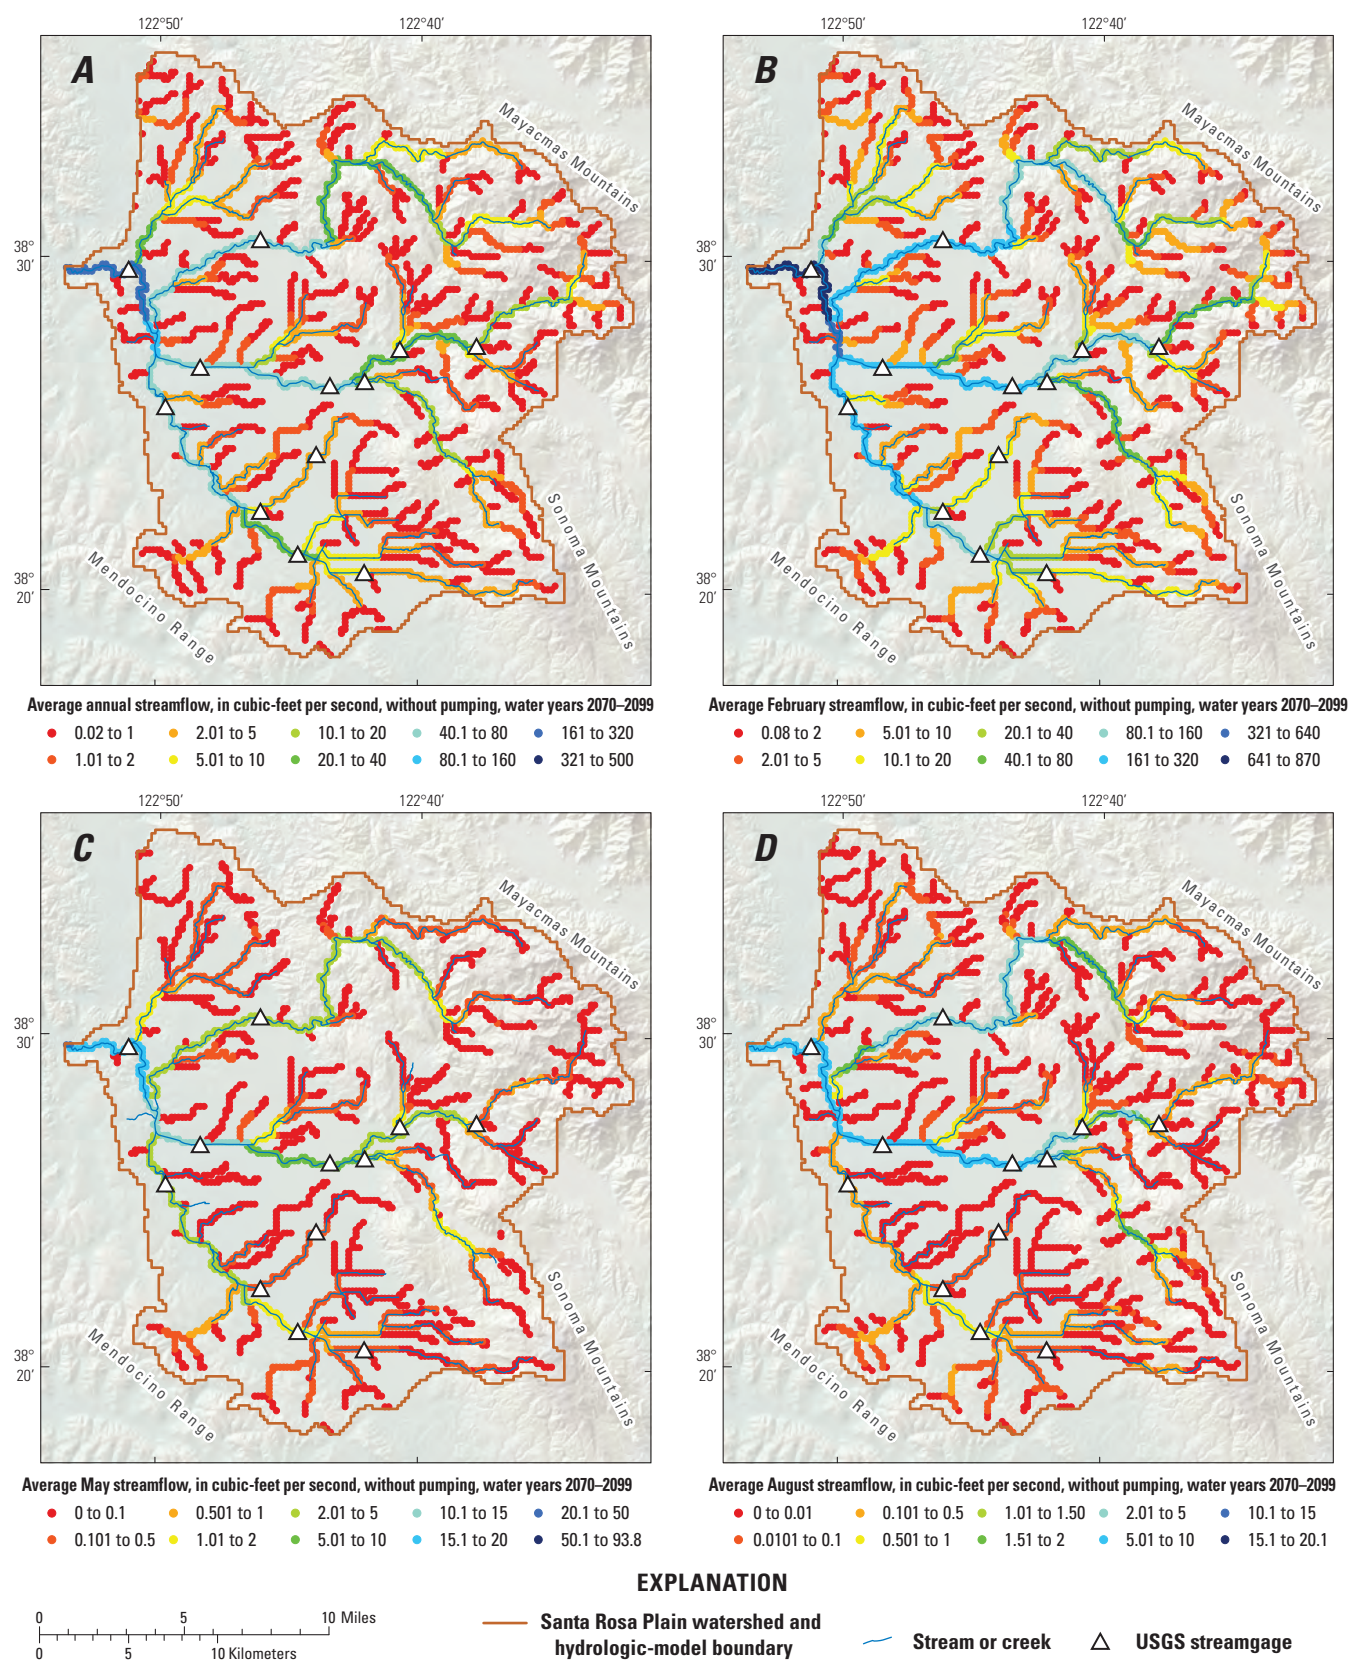 122°50′
122°40′
122°50′
122°40′
A
Mayacmas Mountains
38°
30′
38°
20′
Mendocino Range
Sonoma Mountains
B
Mayacmas Mountains
38°
30′
38°
20′
Mendocino Range
Sonoma Mountains
Average annual streamflow, in cubic-feet per second, without pumping, water years 2070–2099
0.02 to 1
2.01 to 5
10.1 to 20
40.1 to 80
161 to 320
1.01 to 2
5.01 to 10
20.1 to 40
80.1 to 160
321 to 500
Average February streamflow, in cubic-feet per second, without pumping, water years 2070–2099
0.08 to 2
5.01 to 10
20.1 to 40
80.1 to 160
321 to 640
2.01 to 5
10.1 to 20
40.1 to 80
161 to 320
641 to 870
122°50′
122°40′
122°50′
122°40′
C
Mayacmas Mountains
38°
30′
38°
20′
Mendocino Range
Sonoma Mountains
D
Mayacmas Mountains
38°
30′
38°
20′
Mendocino Range
Sonoma Mountains
Average May streamflow, in cubic-feet per second, without pumping, water years 2070–2099
0 to 0.1
0.501 to 1
2.01 to 5
10.1 to 15
20.1 to 50
0.101 to 0.5
1.01 to 2
5.01 to 10
15.1 to 20
50.1 to 93.8
Average August streamflow, in cubic-feet per second, without pumping, water years 2070–2099
0 to 0.01
0.101 to 0.5
1.01 to 1.50
2.01 to 5
10.1 to 15
0.0101 to 0.1
0.501 to 1
1.51 to 2
5.01 to 10
15.1 to 20.1
EXPLANATION
0 5 10 Miles
0 5 10 Kilometers
Santa Rosa Plain watershed and
hydrologic-model boundary
Stream or creek
USGS streamgage